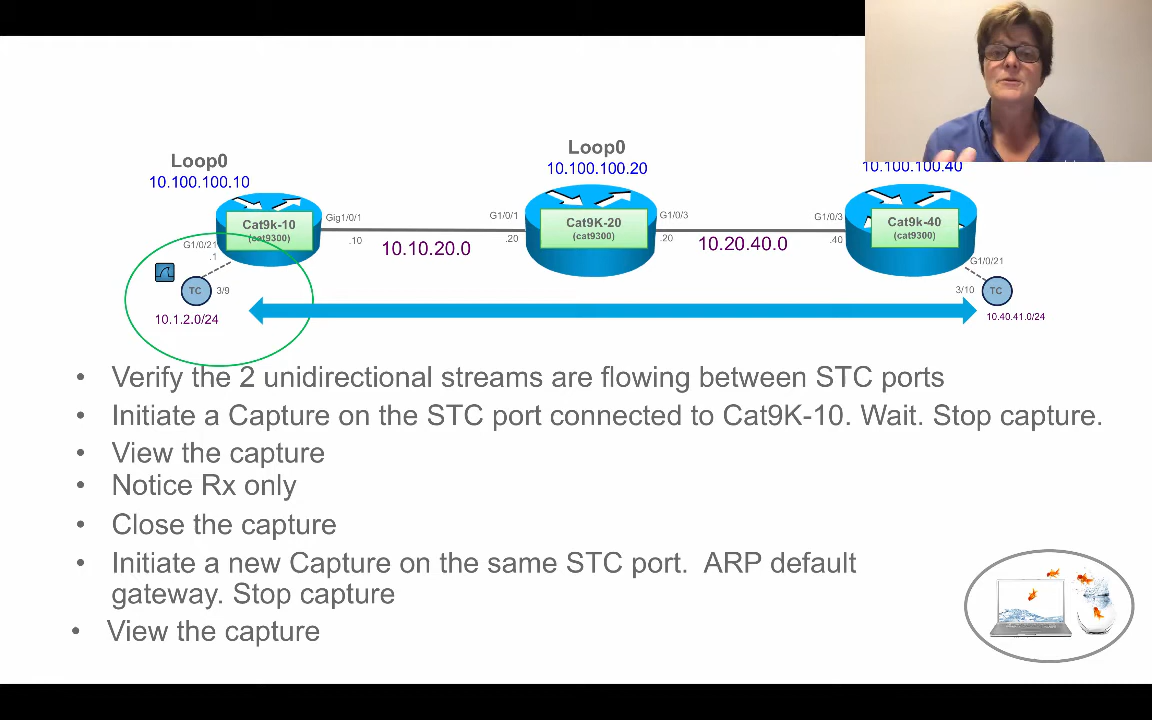 Loop0
10.100.100.10
Loop0
10.100.100.20
10.100.100.40
Cat9k-10
(cat9300)
Gig1/0/1
.10
10.10.20.0
G1/0/1
.20
Cat9K-20
(cat9300)
G1/0/3
.20
10.20.40.0
G1/0/3
.40
Cat9k-40
(cat9300)
G1/0/21
.1
TC
3/9
10.1.2.0/24
G1/0/21
3/10
TC
10.40.41.0/24
• Verify the 2 unidirectional streams are flowing between STC ports
• Initiate a Capture on the STC port connected to Cat9K-10. Wait. Stop capture.
• View the capture
• Notice Rx only
• Close the capture
• Initiate a new Capture on the same STC port. ARP default
gateway. Stop capture
• View the capture